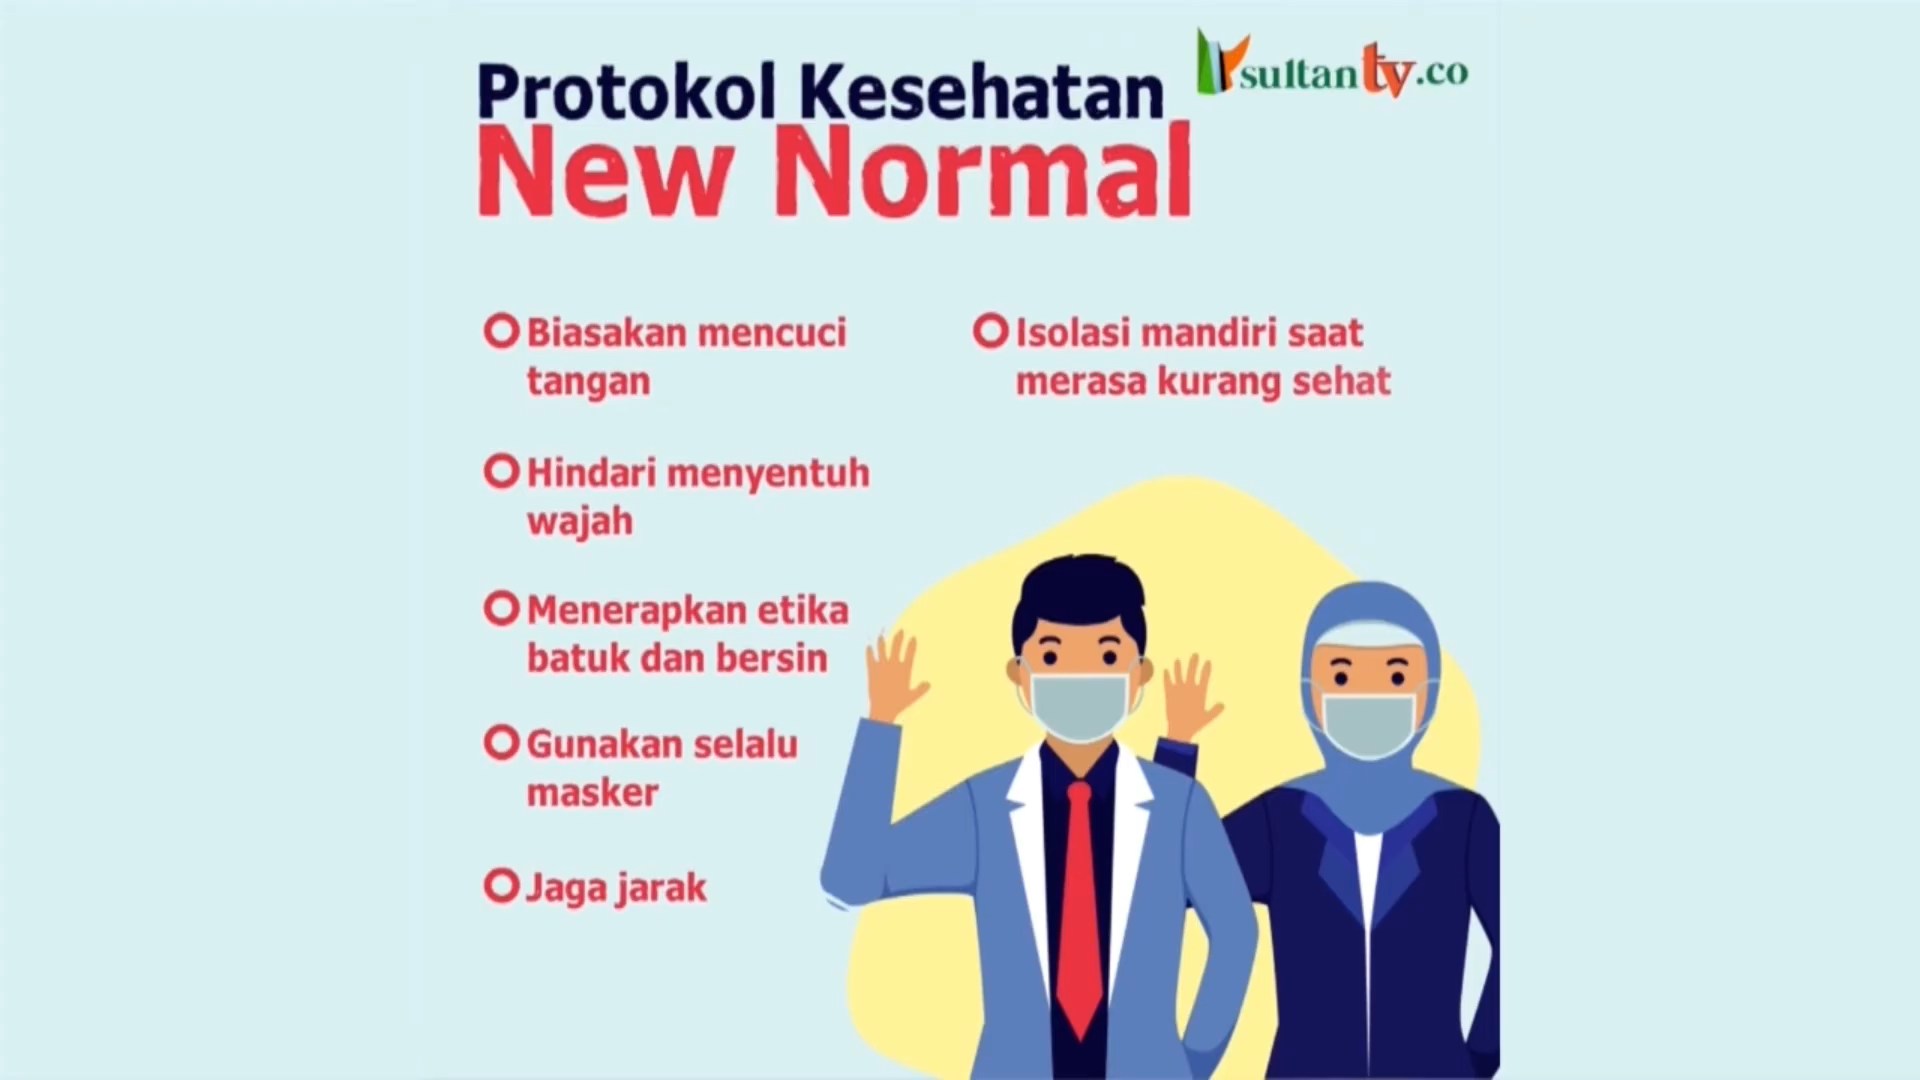 Protokol Kesehatan
New Normal
sultantv.co
Biasakan mencuci
tangan
Hindari menyentuh
wajah
Menerapkan etika
batuk dan bersin
Gunakan selalu
masker
Jaga jarak
Isolasi mandiri saat
merasa kurang sehat